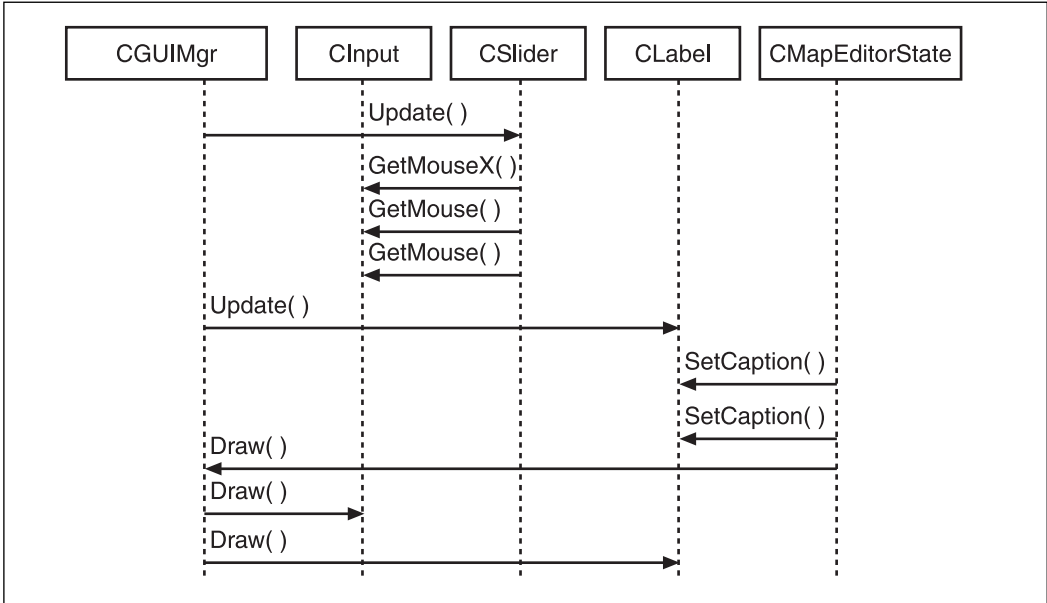 CGUIMgr CInput CSlider CLabel CMapEditorState
Update( )
GetMouseX( )
GetMouse( )
GetMouse( )
Update( )
SetCaption( )
SetCaption( )
Draw( )
Draw( )
Draw( )